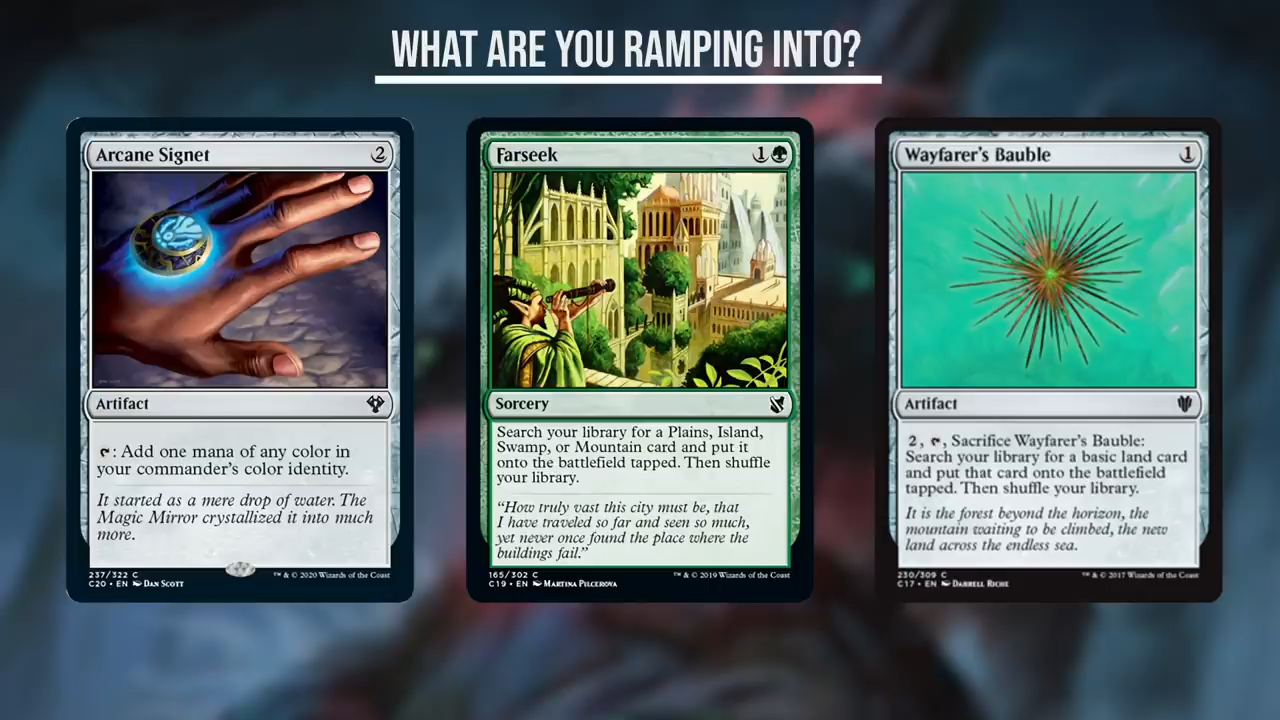 WHAT ARE YOU RAMPING INTO?
Arcane Signet 2
Artifact
: Add one mana of any color in
your commander's color identity.
It started as a mere drop of water. The
Magic Mirror crystallized it into much
more.
237/322 C
C20 • EN DAN SCOTT
™ & © 2020 Wizards of the Coast
Farseek 1
Sorcery
Search your library for a Plains, Island,
Swamp, or Mountain card and put it
onto the battlefield tapped. Then shuffle
your library.
“How truly vast this city must be, that
I have traveled so far and seen so much,
yet never once found the place where the
buildings fail.”
165/302 C
C19 • EN MARTINA PILCEROVA
™ & © 2019 Wizards of the Coast
Wayfarer's Bauble 1
Artifact
2, , Sacrifice Wayfarer's Bauble:
Search your library for a basic land card
and put that card onto the battlefield
tapped. Then shuffle your library.
It is the forest beyond the horizon, the
mountain waiting to be climbed, the new
land across the endless sea.
230/309 C
C17 • EN DARRELL RICHE
™ & © 2017 Wizards of the Coast